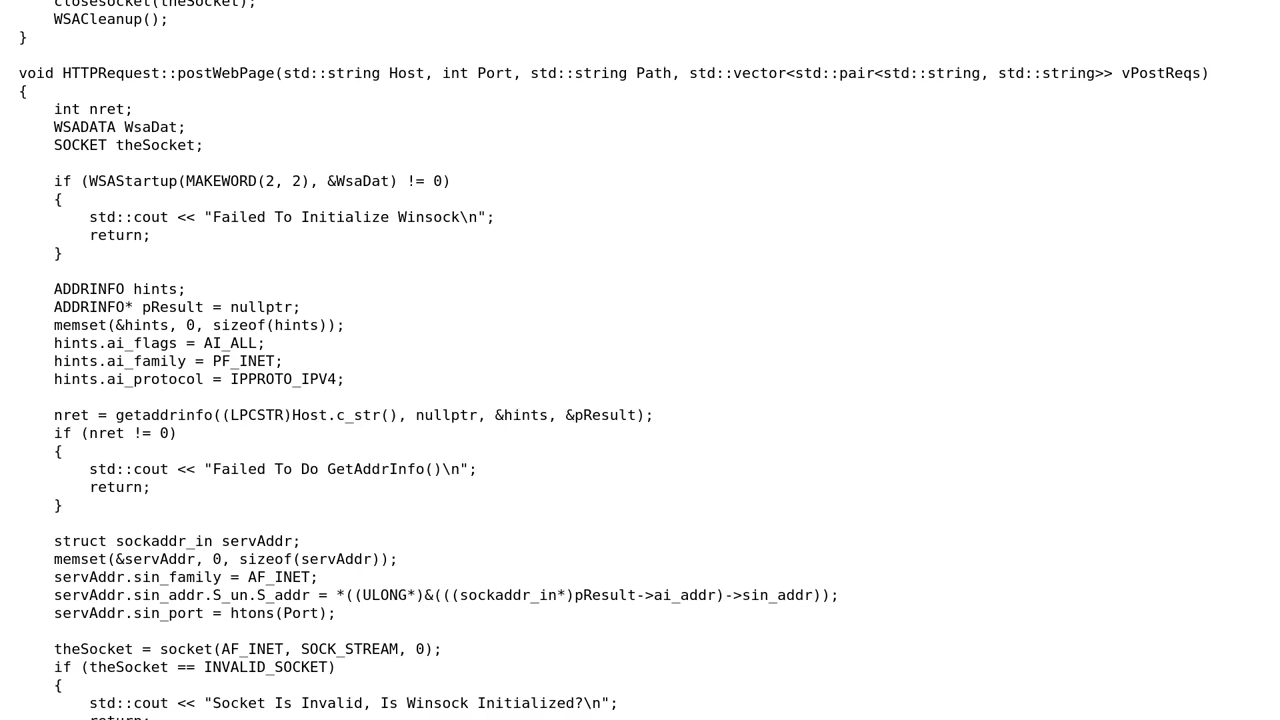 closesocket(theSocket);
WSACleanup();
}
void HTTPRequest::postWebPage(std::string Host, int Port, std::string Path, std::vector<std::pair<std::string, std::string>> vPostReqs)
{
int nret;
WSADATA WsaDat;
SOCKET theSocket;
if (WSAStartup(MAKEWORD(2, 2), &WsaDat) != 0)
{
std::cout << "Failed To Initialize Winsock\n";
return;
}
ADDRINFO hints;
ADDRINFO* pResult = nullptr;
memset(&hints, 0, sizeof(hints));
hints.ai_flags = AI_ALL;
hints.ai_family = PF_INET;
hints.ai_protocol = IPPROTO_IPV4;
nret = getaddrinfo((LPCSTR)Host.c_str(), nullptr, &hints, &pResult);
if (nret != 0)
{
std::cout << "Failed To Do GetAddrInfo()\n";
return;
}
struct sockaddr_in servAddr;
memset(&servAddr, 0, sizeof(servAddr));
servAddr.sin_family = AF_INET;
servAddr.sin_addr.S_un.S_addr = *((ULONG*)&(((sockaddr_in*)pResult->ai_addr)->sin_addr));
servAddr.sin_port = htons(Port);
theSocket = socket(AF_INET, SOCK_STREAM, 0);
if (theSocket == INVALID_SOCKET)
{
std::cout << "Socket Is Invalid, Is Winsock Initialized?\n";
return;